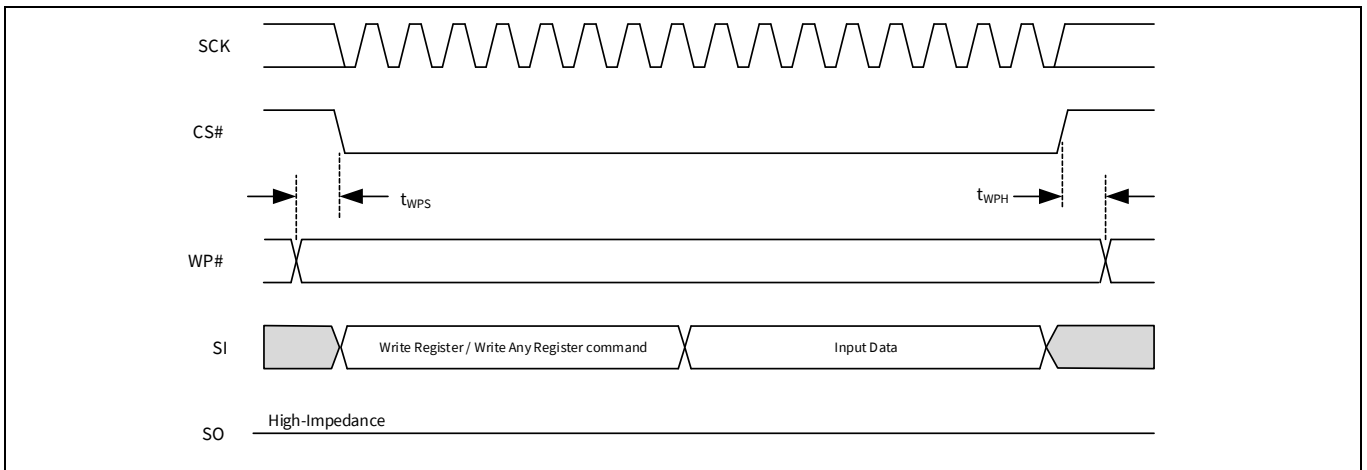 SCK
CS#
tWPS
tWPH
WP#
SI
Write Register / Write Any Register command
Input Data
High-Impedance
SO